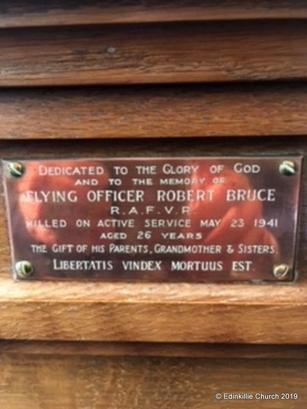 DEDICATED TO THE GLORY OF GOD
AND TO THE MEMORY OF
FLYING OFFICER ROBERT BRUCE
R.A.F.V.R.
KILLED ON ACTIVE SERVICE MAY 23 1941
AGED 26 YEARS
THE GIFT OF HIS PARENTS, GRANDMOTHER & SISTERS.
LIBERTATIS VINDEX MORTUUS EST.
© Edinkillie Church 2019